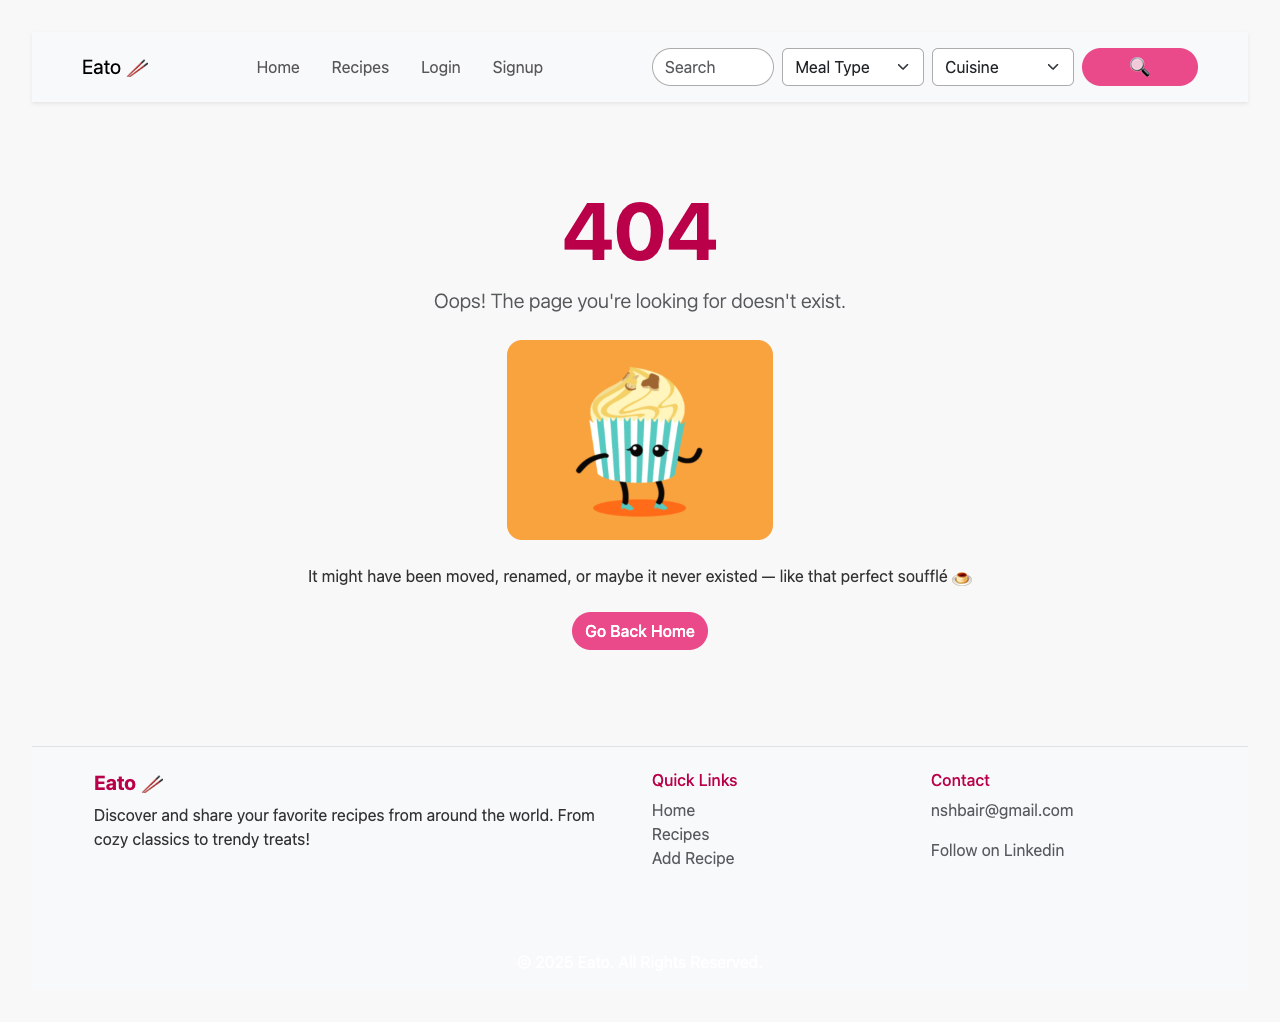 Eato 🥢
Home
Recipes
Login
Signup
Search
Meal Type
Cuisine
🔍
404
Oops! The page you're looking for doesn't exist.
It might have been moved, renamed, or maybe it never existed — like that perfect soufflé 🍮
Go Back Home
Eato 🥢
Discover and share your favorite recipes from around the world. From
cozy classics to trendy treats!
Quick Links
Home
Recipes
Add Recipe
Contact
nshbair@gmail.com
Follow on Linkedin
© 2025 Eato. All Rights Reserved.